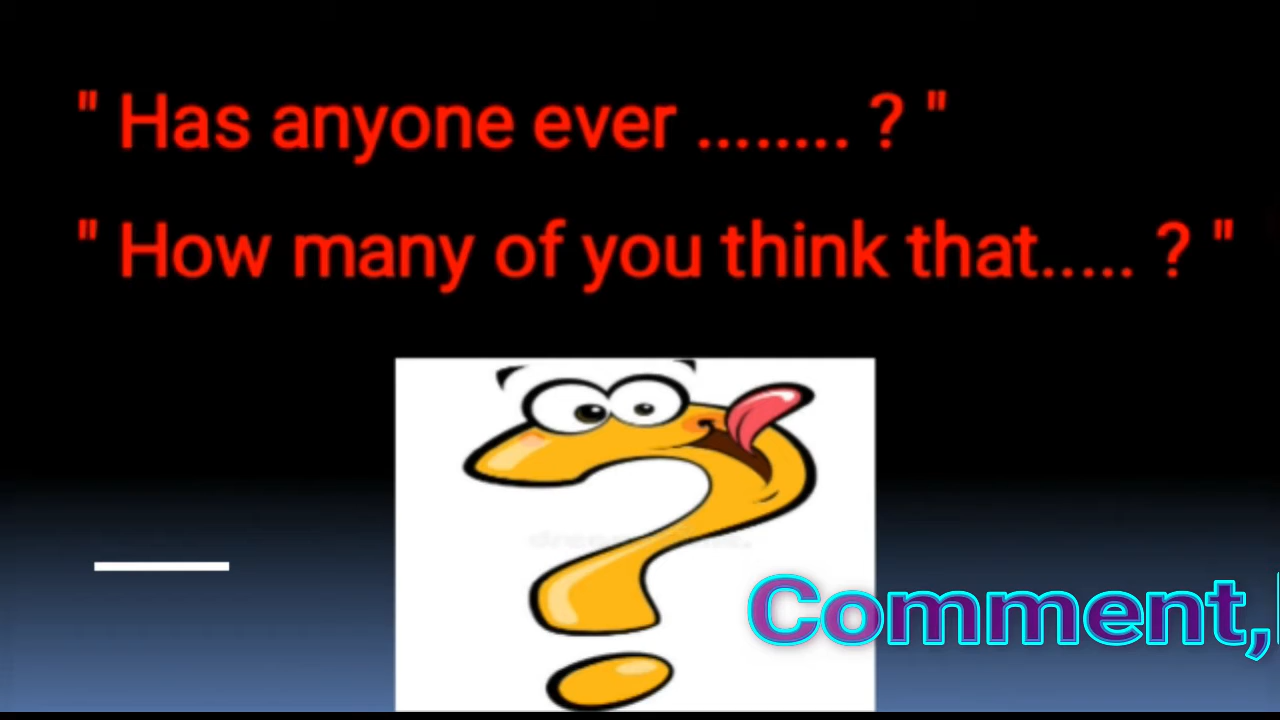 " Has anyone ever ........ ? "
" How many of you think that..... ? "
Comment,